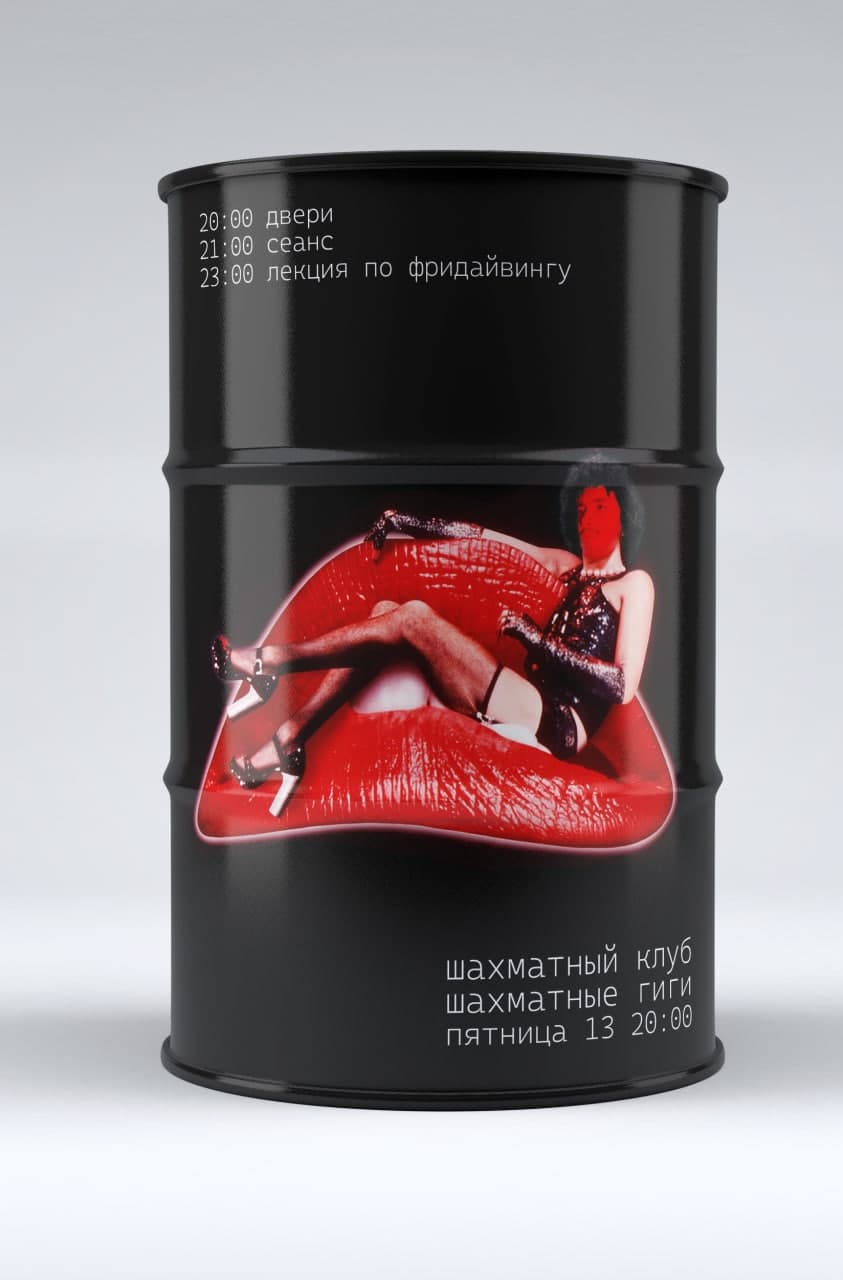 20:00 двери
21:00 сеанс
23:00 лекция по фридайвингу
шахматный клуб
шахматные гиги
пятница 13 20:00